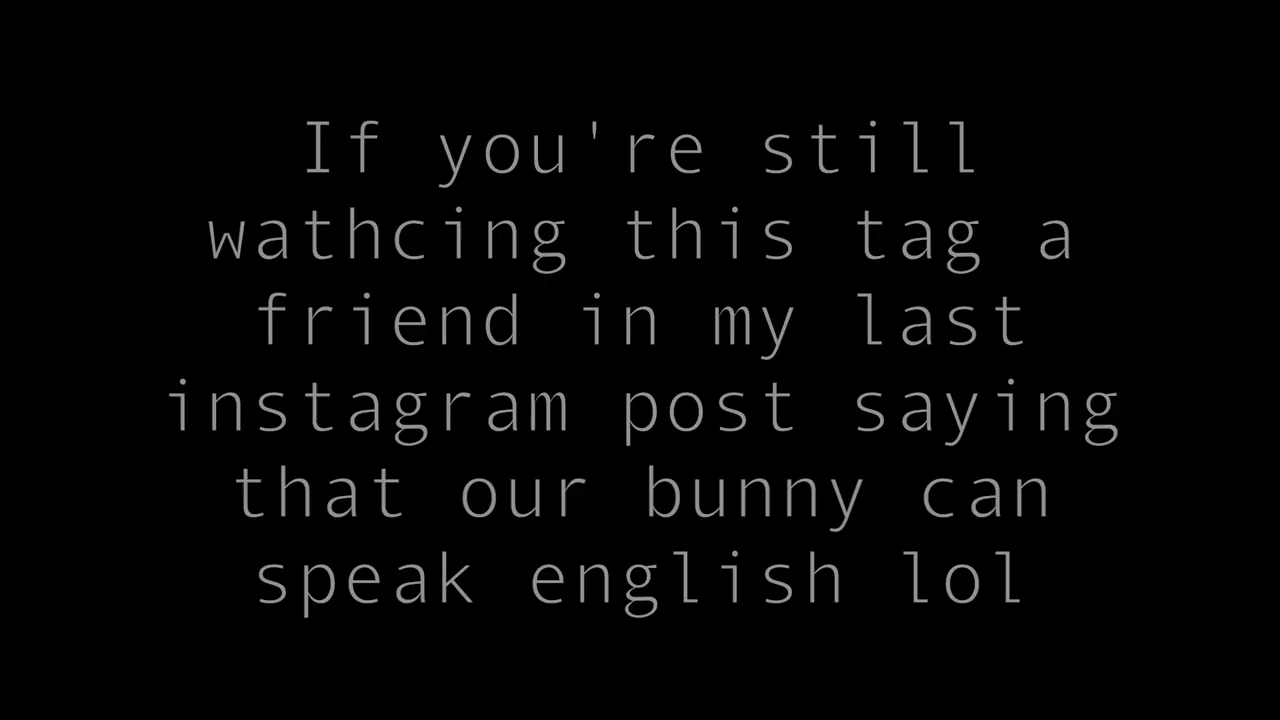 If you're still
wathcing this tag a
friend in my last
instagram post saying
that our bunny can
speak english lol